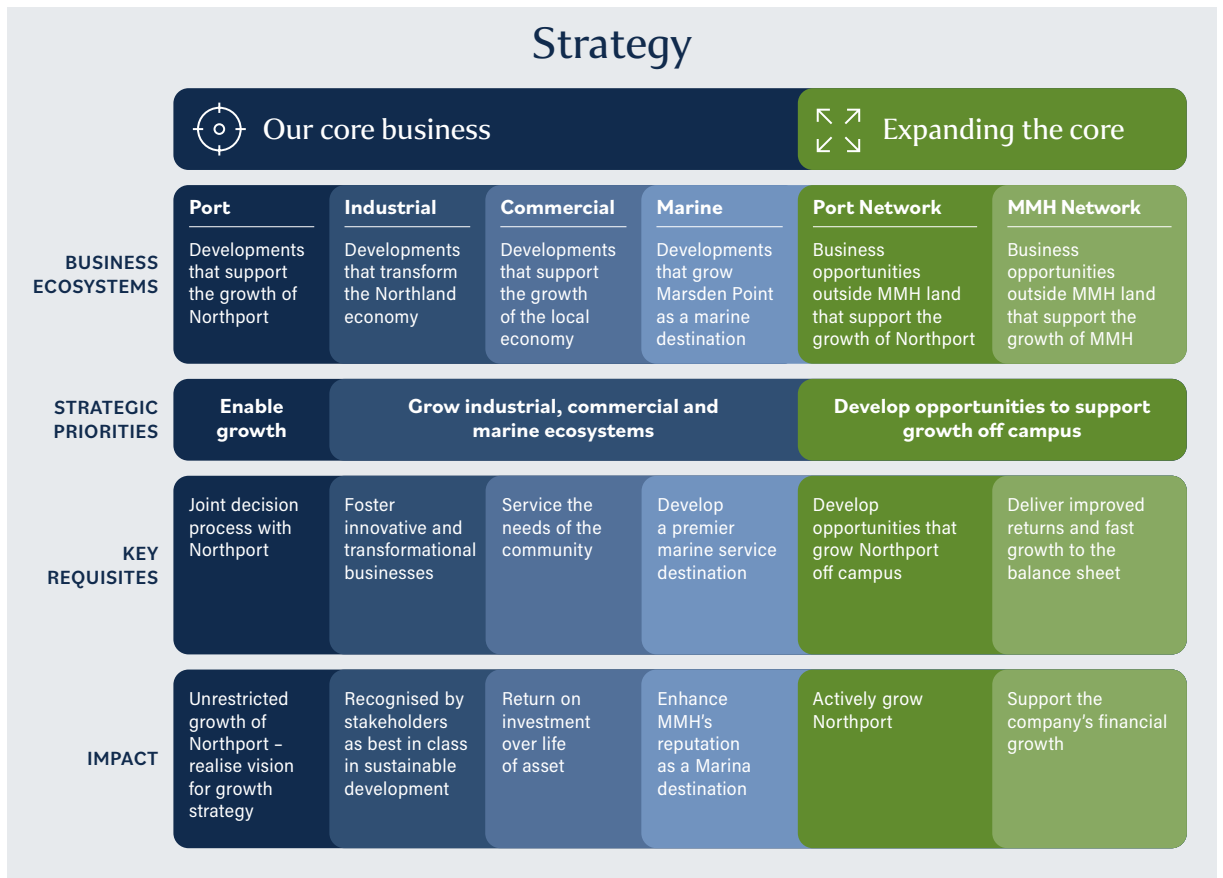 Strategy
Our core business
Expanding the core
BUSINESS
ECOSYSTEMS
Port
Developments
that support
the growth of
Northport
Industrial
Developments
that transform
the Northland
economy
Commercial
Developments
that support
the growth
of the local
economy
Marine
Developments
that grow
Marsden Point
as a marine
destination
Port Network
Business
opportunities
outside MMH land
that support the
growth of Northport
MMH Network
Business
opportunities
outside MMH land
that support the
growth of MMH
STRATEGIC
PRIORITIES
Enable
growth
Grow industrial, commercial and
marine ecosystems
Develop opportunities to support
growth off campus
KEY
REQUISITES
Joint decision
process with
Northport
Foster
innovative and
transformational
businesses
Service the
needs of the
community
Develop
a premier
marine service
destination
Develop
opportunities that
grow Northport
off campus
Deliver improved
returns and fast
growth to the
balance sheet
IMPACT
Unrestricted
growth of
Northport –
realise vision
for growth
strategy
Recognised by
stakeholders
as best in class
in sustainable
development
Return on
investment
over life
of asset
Enhance
MMH's
reputation
as a Marina
destination
Actively grow
Northport
Support the
company's financial
growth